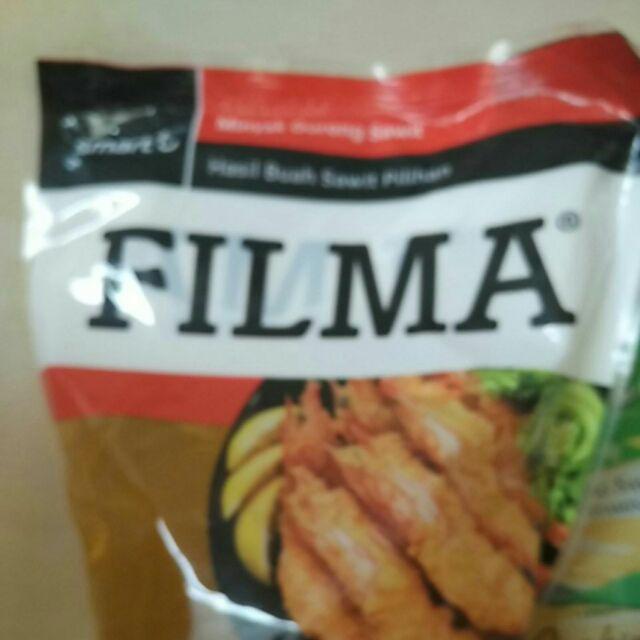 smart
Minyak Goreng Sawit
Hasil Buah Sawit Pilihan
FILMA®